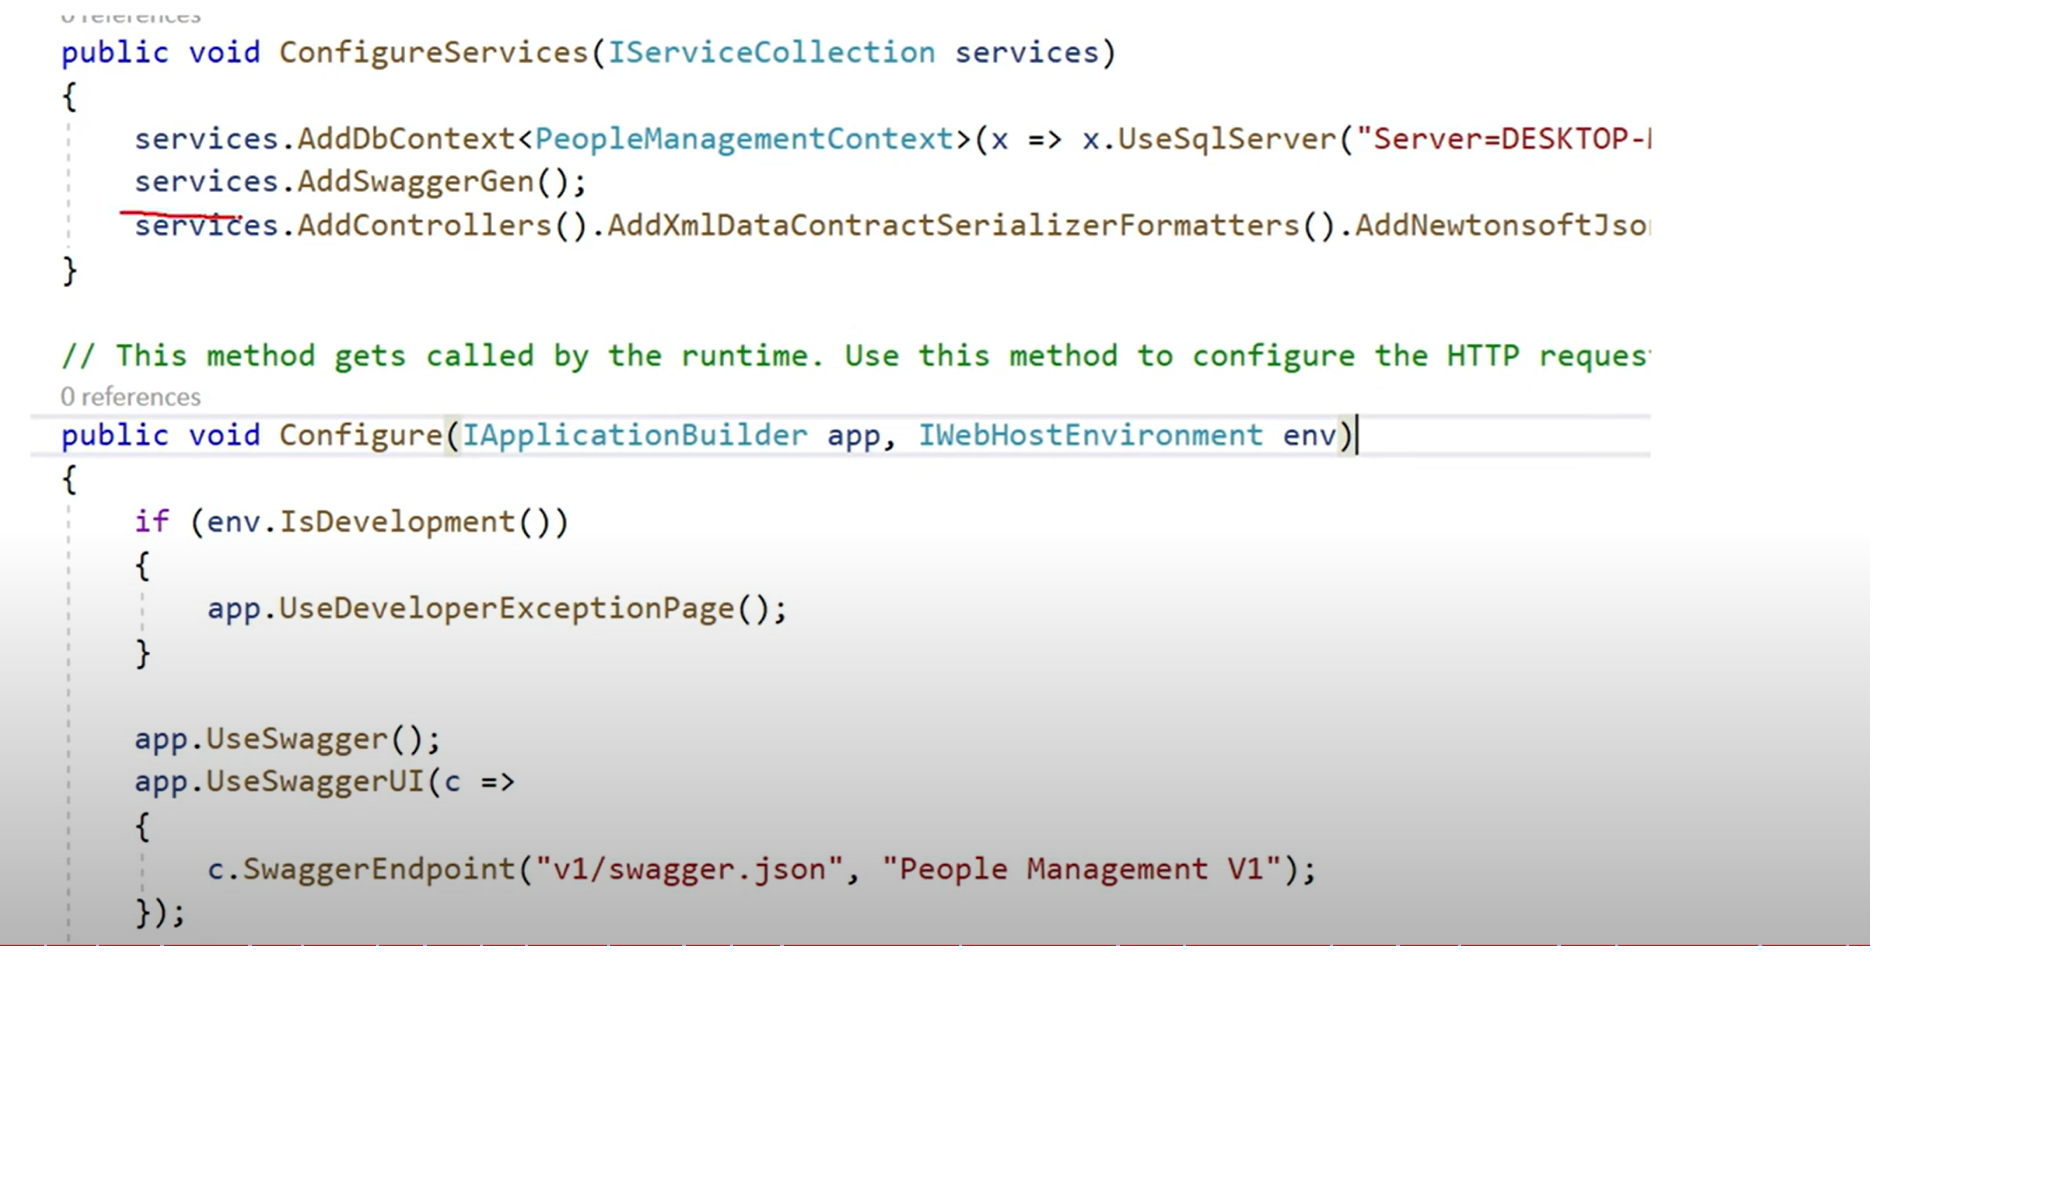 0 references
public void ConfigureServices(IServiceCollection services)
{
services.AddDbContext<PeopleManagementContext>(x => x.UseSqlServer("Server=DESKTOP-
services.AddSwaggerGen();
services.AddControllers().AddXmlDataContractSerializerFormatters().AddNewtonsoftJso
}
// This method gets called by the runtime. Use this method to configure the HTTP reques
0 references
public void Configure(IApplicationBuilder app, IWebHostEnvironment env)
{
if (env.IsDevelopment())
{
app.UseDeveloperExceptionPage();
}
app.UseSwagger();
app.UseSwaggerUI(c =>
{
c.SwaggerEndpoint("v1/swagger.json", "People Management V1");
});